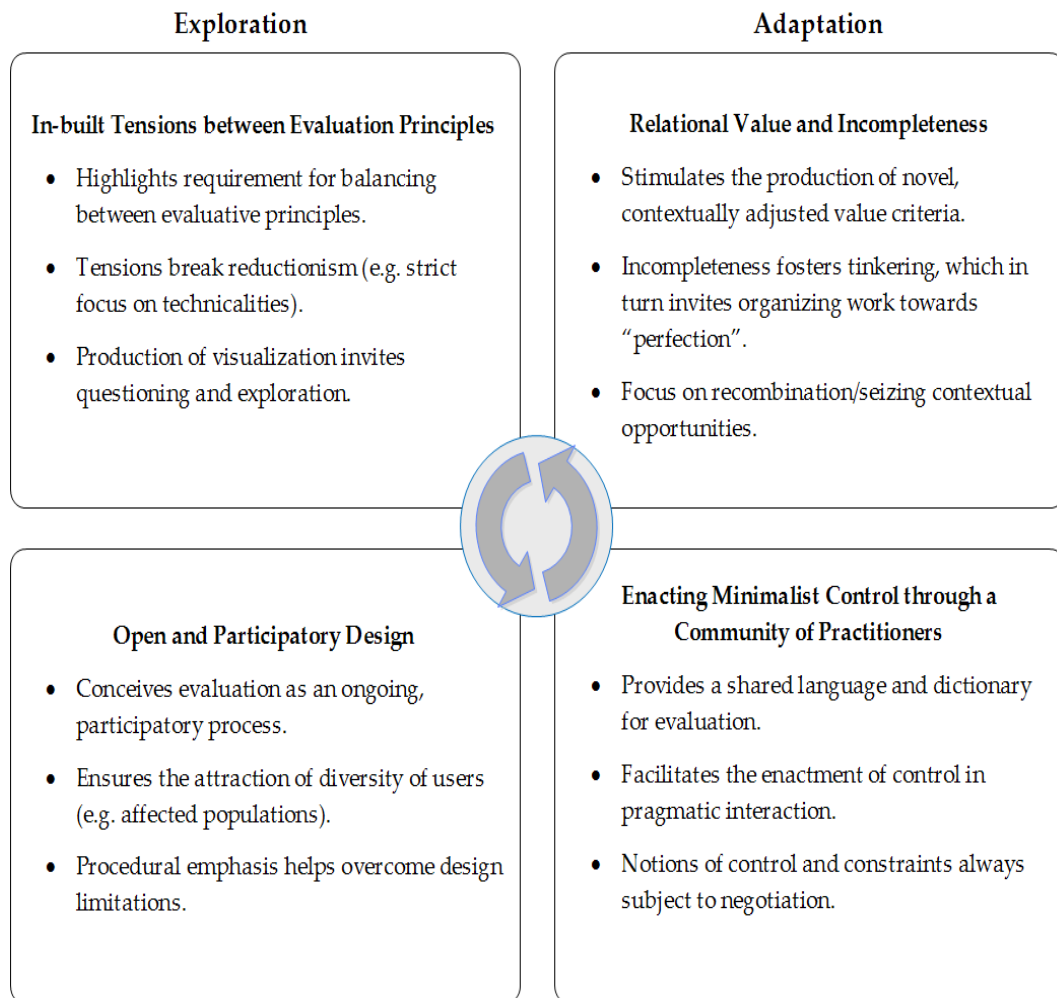 Exploration
In-built Tensions between Evaluation Principles
• Highlights requirement for balancing
between evaluative principles.
• Tensions break reductionism (e.g. strict
focus on technicalities).
• Production of visualization invites
questioning and exploration.
Adaptation
Relational Value and Incompleteness
• Stimulates the production of novel,
contextually adjusted value criteria.
• Incompleteness fosters tinkering, which in
turn invites organizing work towards
“perfection”.
• Focus on recombination/seizing contextual
opportunities.
Open and Participatory Design
• Conceives evaluation as an ongoing,
participatory process.
• Ensures the attraction of diversity of users
(e.g. affected populations).
• Procedural emphasis helps overcome design
limitations.
Enacting Minimalist Control through a
Community of Practitioners
• Provides a shared language and dictionary
for evaluation.
• Facilitates the enactment of control in
pragmatic interaction.
• Notions of control and constraints always
subject to negotiation.